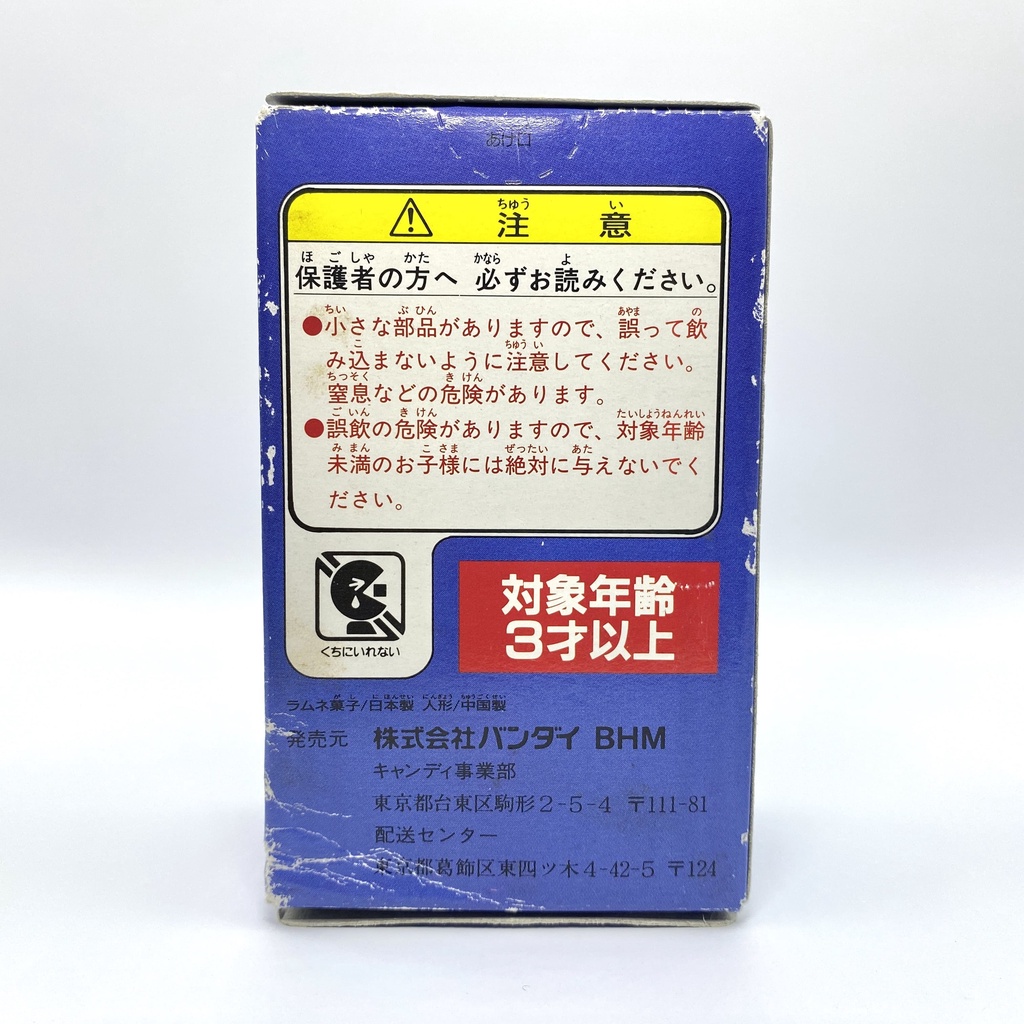 あけ口
注意
保護者の方へ 必ずお読みください。
●小さな部品がありますので、誤って飲
み込まないように注意してください。
窒息などの危険があります。
●誤飲の危険がありますので、対象年齢
未満のお子様には絶対に与えないでく
ださい。
くちにいれない
対象年齢
3才以上
ラムネ菓子/日本製 人形/中国製
発売元 株式会社バンダイ BHM
キャンディ事業部
東京都台東区駒形2-5-4 〒111-81
配送センター
東京都葛飾区東四ツ木4-42-5 〒124